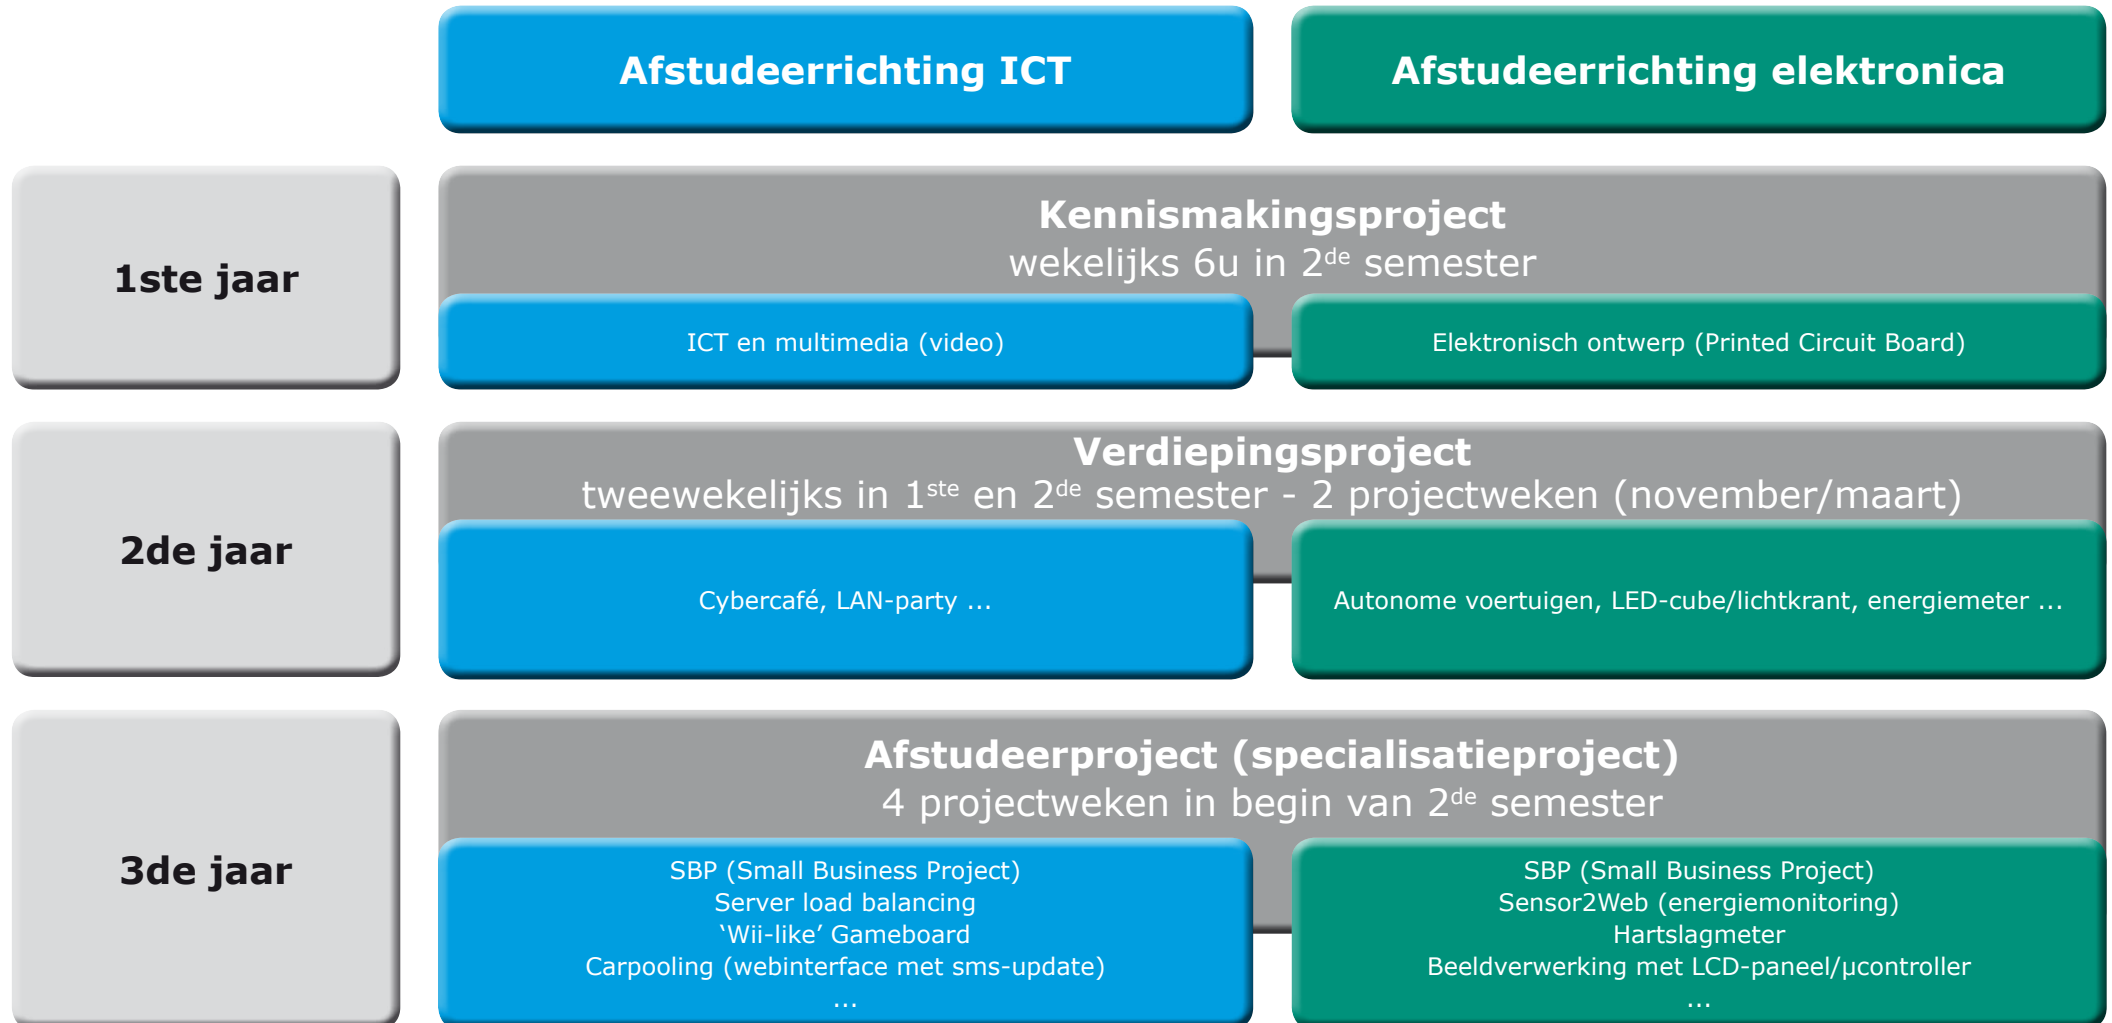 Afstudeerrichting ICT
Afstudeerrichting elektronica
1ste jaar
Kennismakingsproject
wekelijks 6u in 2de semester
ICT en multimedia (video)
Elektronisch ontwerp (Printed Circuit Board)
2de jaar
Verdiepingsproject
tweewekelijks in 1ste en 2de semester - 2 projectweken (november/maart)
Cybercafé, LAN-party ...
Autonome voertuigen, LED-cube/lichtkrant, energiemeter ...
3de jaar
Afstudeerproject (specialisatieproject)
4 projectweken in begin van 2de semester
SBP (Small Business Project)
Server load balancing
‘Wii-like’ Gameboard
Carpooling (webinterface met sms-update)
...
SBP (Small Business Project)
Sensor2Web (energiemonitoring)
Hartslagmeter
Beeldverwerking met LCD-paneel/µcontroller
...